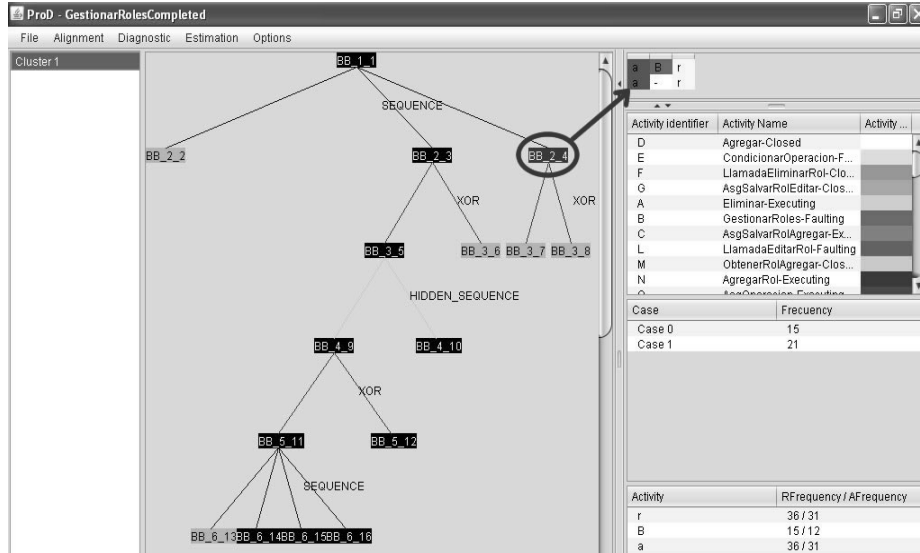 ProD - GestionarRolesCompleted
File Alignment Diagnostic Estimation Options
Cluster 1
BB_1_1
SEQUENCE
BB_2_2
BB_2_3
BB_2_4
XOR
XOR
BB_3_5
BB_3_6
BB_3_7
BB_3_8
HIDDEN_SEQUENCE
BB_4_9
BB_4_10
XOR
BB_5_11
BB_5_12
SEQUENCE
BB_6_13
BB_6_14
BB_6_15
BB_6_16
a B r
a - r
Activity identifier Activity Name Activity ...
D Agregar-Closed
E CondicionarOperacion-F...
F LlamadaEliminarRol-Clo...
G AsgSalvarRolEditar-Clos...
A Eliminar-Executing
B GestionarRoles-Faulting
C AsgSalvarRolAgregar-Ex...
L LlamadaEditarRol-Faulting
M ObtenerRolAgregar-Clos...
N AgregarRol-Executing
Case Frecuency
Case 0 15
Case 1 21
Activity RFrequency / AFrequency
r 36 / 31
B 15 / 12
a 36 / 31